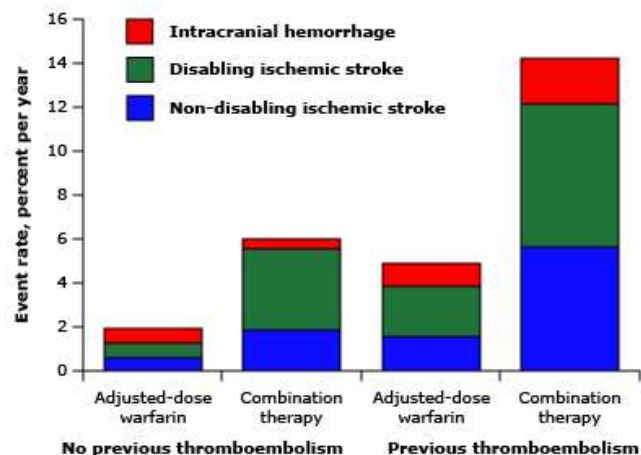 16
14
12
10
8
6
4
2
0
Event rate, percent per year
Intracranial hemorrhage
Disabling ischemic stroke
Non-disabling ischemic stroke
Adjusted-dose
warfarin
Combination
therapy
Adjusted-dose
warfarin
Combination
therapy
No previous thromboembolism
Previous thromboembolism